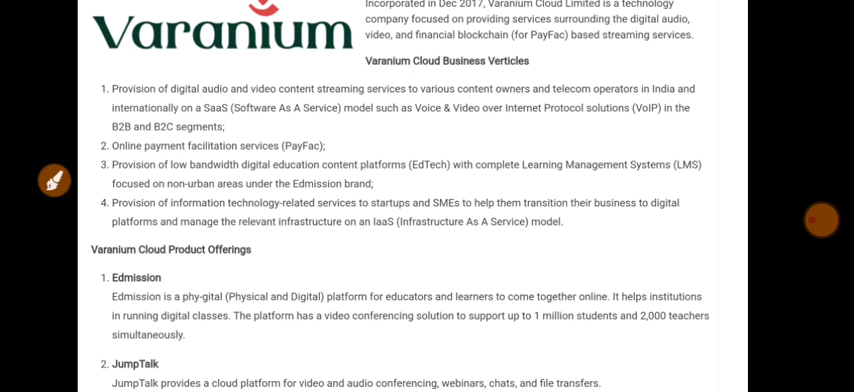 Incorporated in Dec 2017, Varanium Cloud Limited is a technology
Varanium
company focused on providing services surrounding the digital audio,
video, and financial blockchain (for PayFac) based streaming services.
Varanium Cloud Business Verticles
1. Provision of digital audio and video content streaming services to various content owners and telecom operators in India and
internationally on a SaaS (Software As A Service) model such as Voice & Video over Internet Protocol solutions (VoIP) in the
B2B and B2C segments;
2. Online payment facilitation services (PayFac);
3. Provision of low bandwidth digital education content platforms (EdTech) with complete Learning Management Systems (LMS)
focused on non-urban areas under the Edmission brand;
4. Provision of information technology-related services to startups and SMEs to help them transition their business to digital
platforms and manage the relevant infrastructure on an IaaS (Infrastructure As A Service) model.
Varanium Cloud Product Offerings
1. Edmission
Edmission is a phy-gital (Physical and Digital) platform for educators and learners to come together online. It helps institutions
in running digital classes. The platform has a video conferencing solution to support up to 1 million students and 2,000 teachers
simultaneously.
2. JumpTalk
JumpTalk provides a cloud platform for video and audio conferencing, webinars, chats, and file transfers.